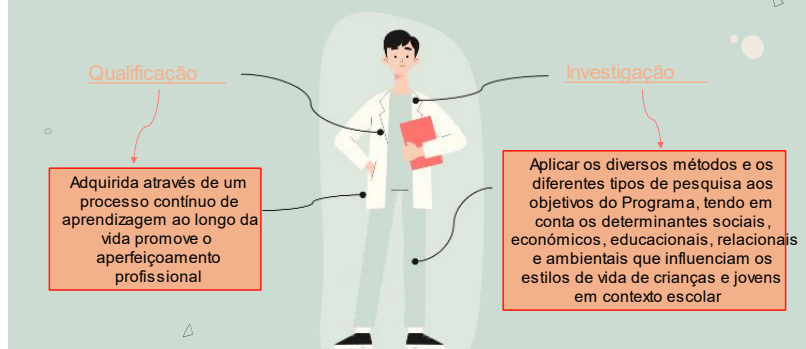 Qualificação
Adquirida através de um
processo contínuo de
aprendizagem ao longo da
vida promove o
aperfeiçoamento
profissional
Investigação
Aplicar os diversos métodos e os
diferentes tipos de pesquisa aos
objetivos do Programa, tendo em
conta os determinantes sociais,
económicos, educacionais, relacionais
e ambientais que influenciam os
estilos de vida de crianças e jovens
em contexto escolar